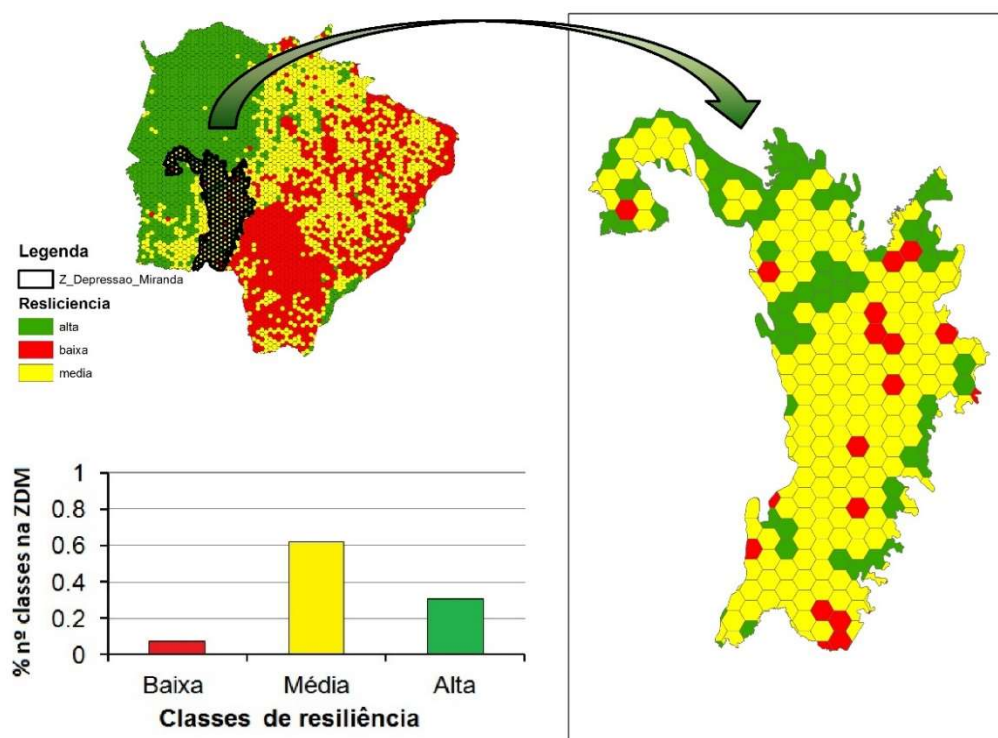 Legenda
Z_Depressao_Miranda
Resliciencia
alta
baixa
media
% nº classes na ZDM
1
0.8
0.6
0.4
0.2
0
Baixa Média Alta
Classes de resiliência